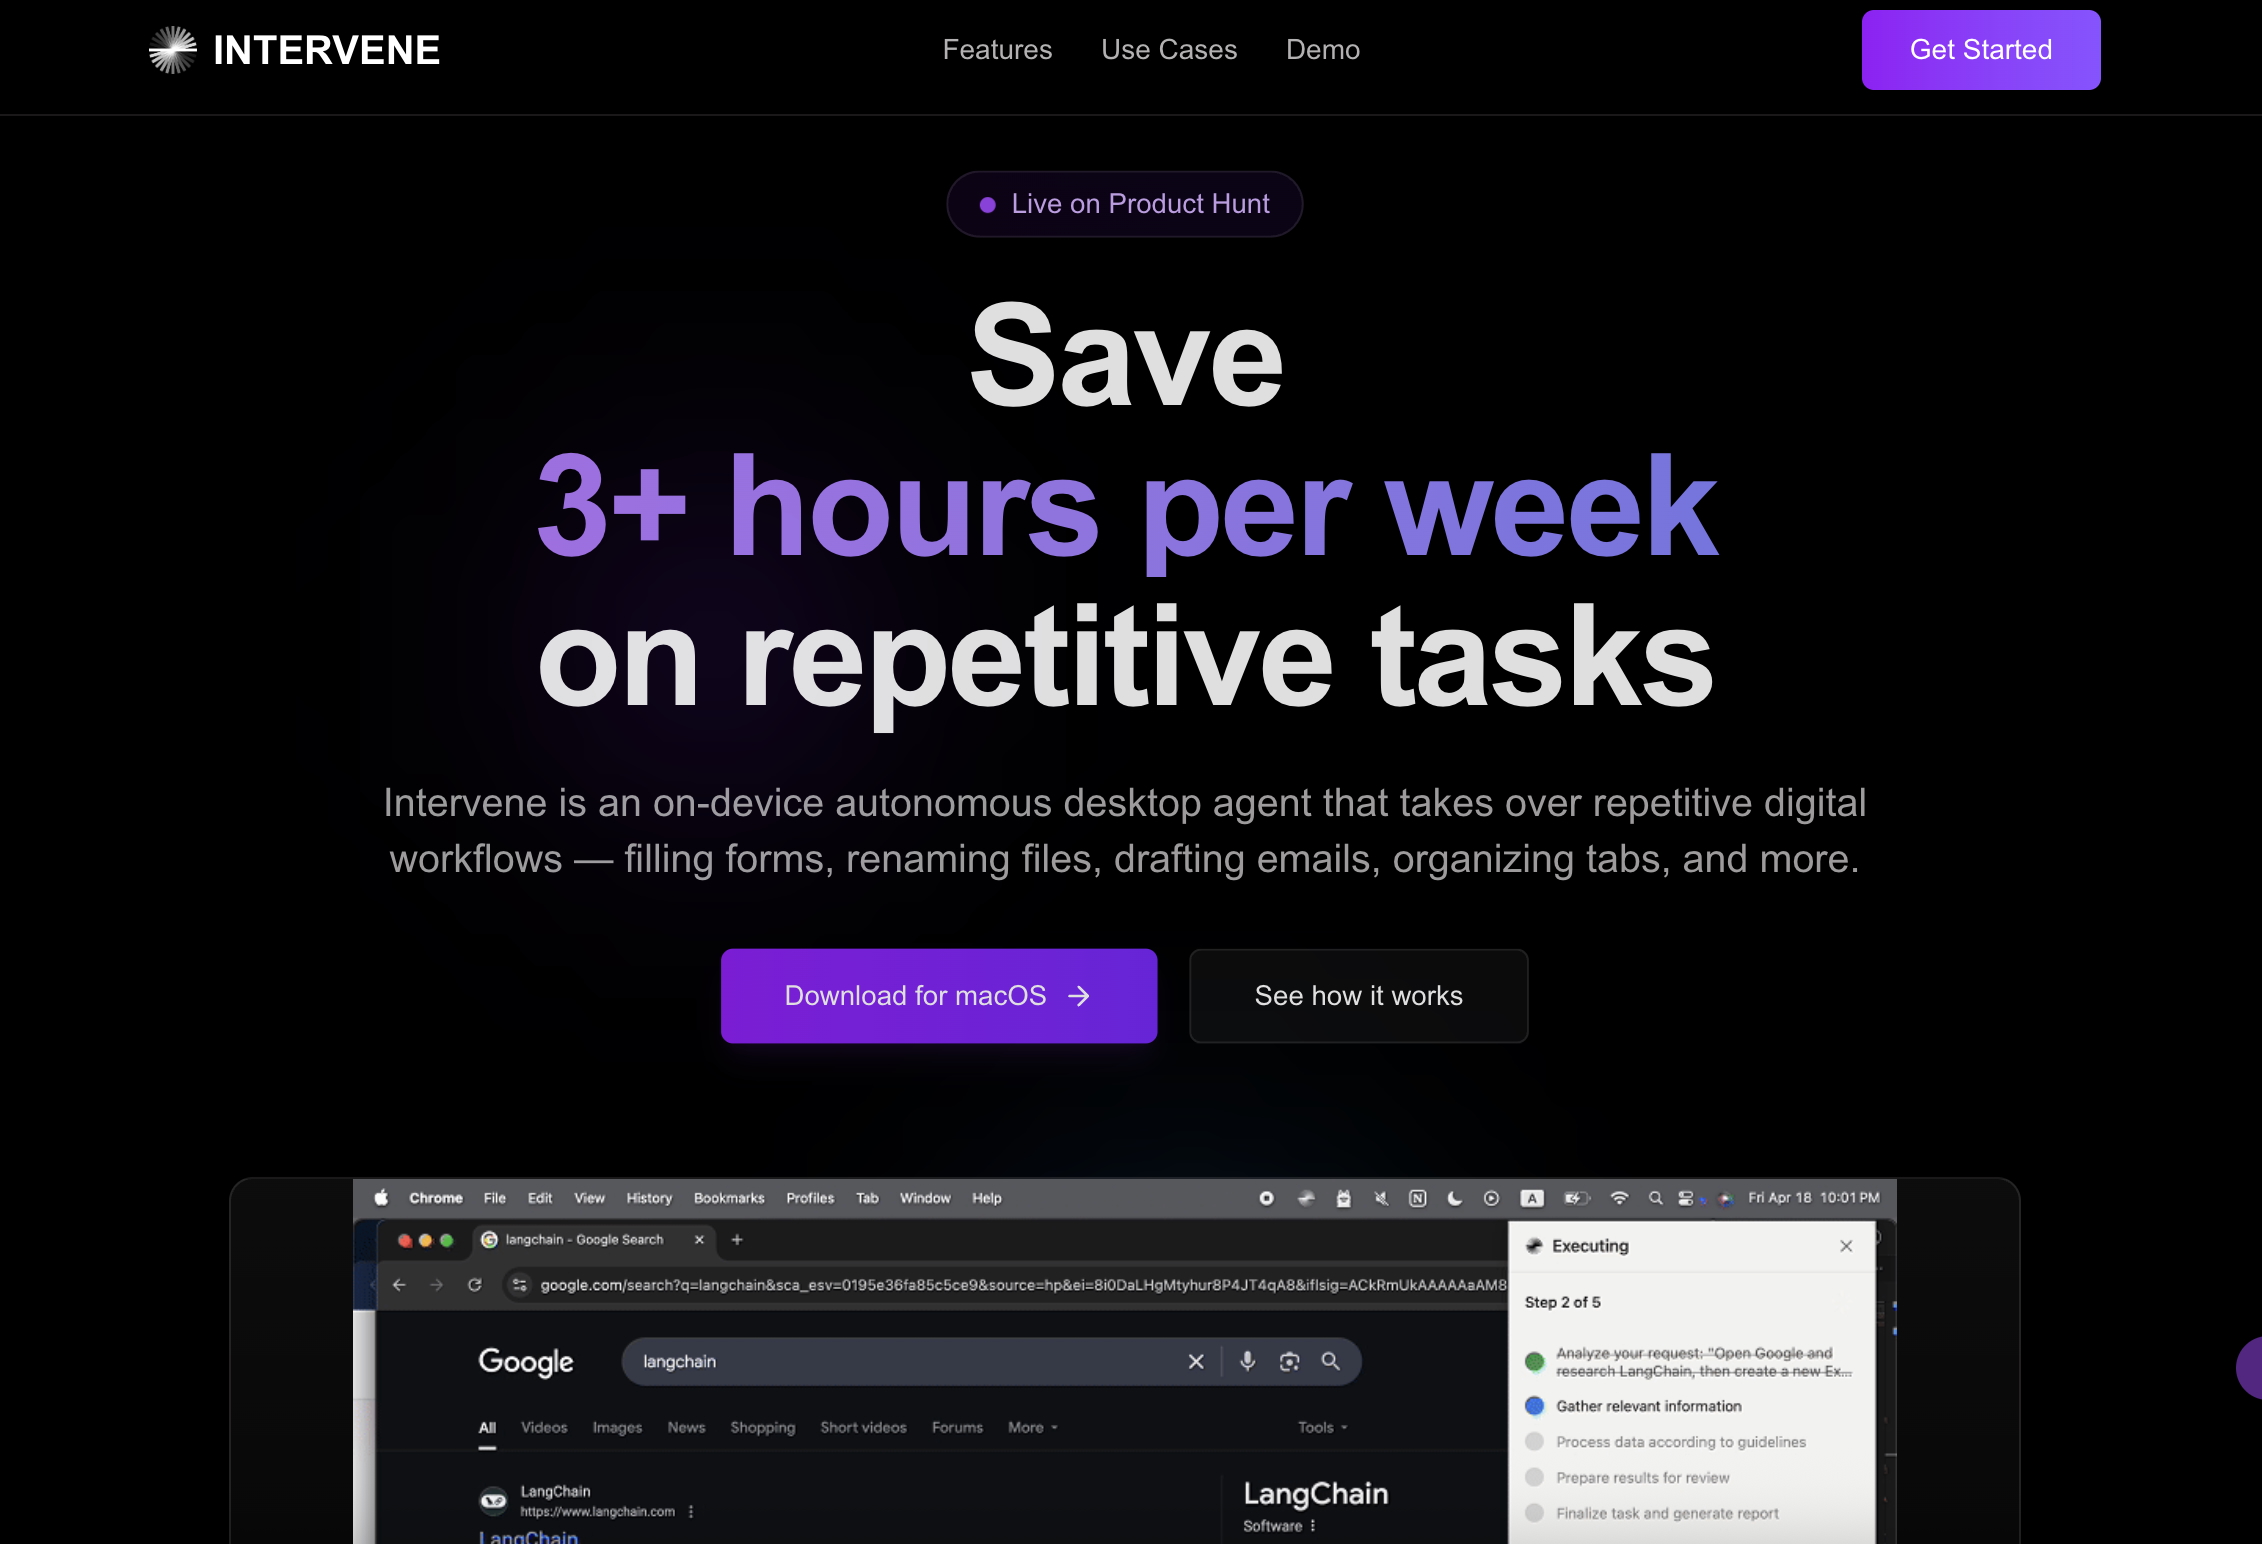 INTERVENE
Features
Use Cases
Demo
Get Started
Live on Product Hunt
Save
3+ hours per week
on repetitive tasks
Intervene is an on-device autonomous desktop agent that takes over repetitive digital
workflows — filling forms, renaming files, drafting emails, organizing tabs, and more.
Download for macOS →
See how it works
Chrome File Edit View History Bookmarks Profiles Tab Window Help
A
Fri Apr 18 10:01 PM
langchain - Google Search
google.com/search?q=langchain&sca_esv=0195e36fa85c5ce9&source=hp&ei=8i0DaLHgMtyhur8P4JT4qA8&iflsig=ACkRmUkAAAAAaAM8
Google
langchain
All Videos Images News Shopping Short videos Forums More Tools
LangChain
https://www.langchain.com
LangChain
LangChain
Software
Executing
Step 2 of 5
Analyze your request: "Open Google and
research LangChain, then create a new Ex...
Gather relevant information
Process data according to guidelines
Prepare results for review
Finalize task and generate report